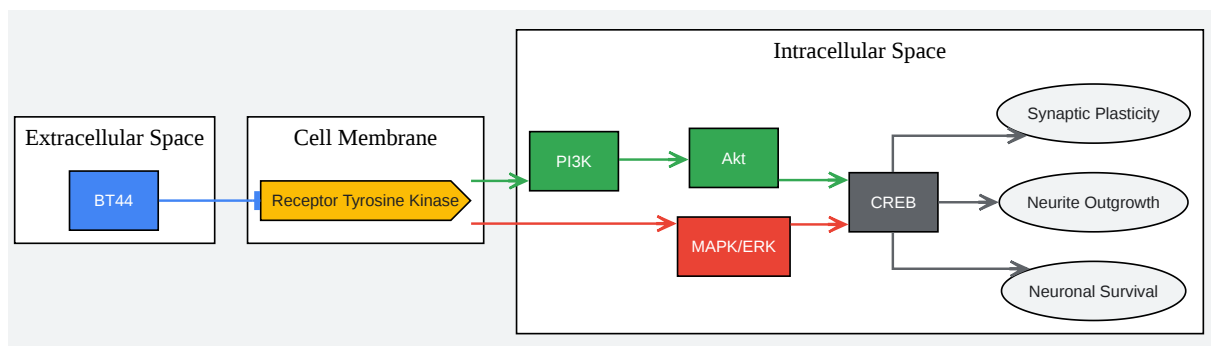 Extracellular Space
BT44
Cell Membrane
Receptor Tyrosine Kinase
Intracellular Space
PI3K
Akt
MAPK/ERK
CREB
Synaptic Plasticity
Neurite Outgrowth
Neuronal Survival